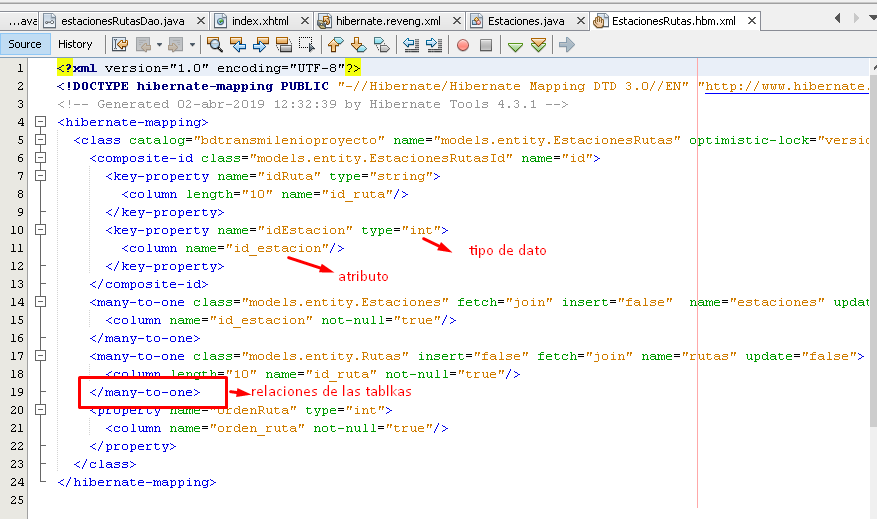 ...ava
estacionesRutasDao.java
index.xhtml
hibernate.reveng.xml
Estaciones.java
EstacionesRutas.hbm.xml
Source History
1 <?xml version="1.0" encoding="UTF-8"?>
2 <!DOCTYPE hibernate-mapping PUBLIC "-//Hibernate/Hibernate Mapping DTD 3.0//EN" "http://www.hibernate.
3 <!-- Generated 02-abr-2019 12:32:39 by Hibernate Tools 4.3.1 -->
4 <hibernate-mapping>
5 <class catalog="bdtransmilenioproyecto" name="models.entity.EstacionesRutas" optimistic-lock="versio
6 <composite-id class="models.entity.EstacionesRutasId" name="id">
7 <key-property name="idRuta" type="string">
8 <column length="10" name="id_ruta"/>
9 </key-property>
10 <key-property name="idEstacion" type="int">
11 <column name="id_estacion"/>
tipo de dato
12 </key-property>
atributo
13 </composite-id>
14 <many-to-one class="models.entity.Estaciones" fetch="join" insert="false" name="estaciones" updat
15 <column name="id_estacion" not-null="true"/>
16 </many-to-one>
17 <many-to-one class="models.entity.Rutas" insert="false" fetch="join" name="rutas" update="false">
18 <column length="10" name="id_ruta" not-null="true"/>
19 </many-to-one>
relaciones de las tablkas
20 <property name="ordenRuta" type="int">
21 <column name="orden_ruta" not-null="true"/>
22 </property>
23 </class>
24 </hibernate-mapping>
25